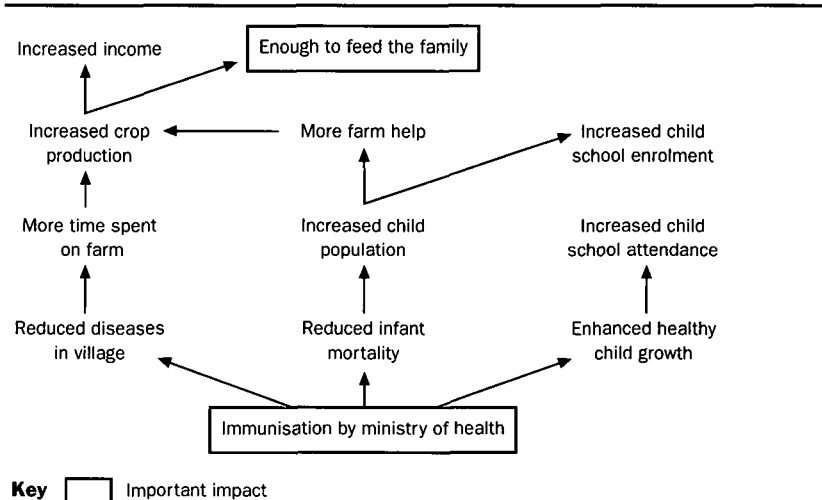 Increased income
Enough to feed the family
Increased crop
production
More farm help
Increased child
school enrolment
More time spent
on farm
Increased child
population
Increased child
school attendance
Reduced diseases
in village
Reduced infant
mortality
Enhanced healthy
child growth
Immunisation by ministry of health
Key
Important impact